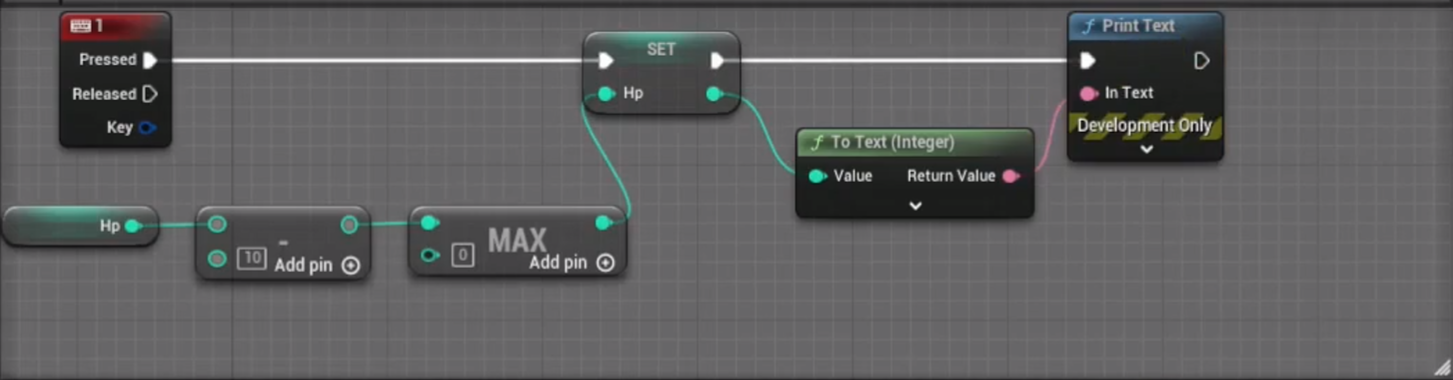 1
Pressed
Released
Key
SET
Hp
Print Text
In Text
Development Only
To Text (Integer)
Value Return Value
Hp
-
10 Add pin
MAX
0 Add pin